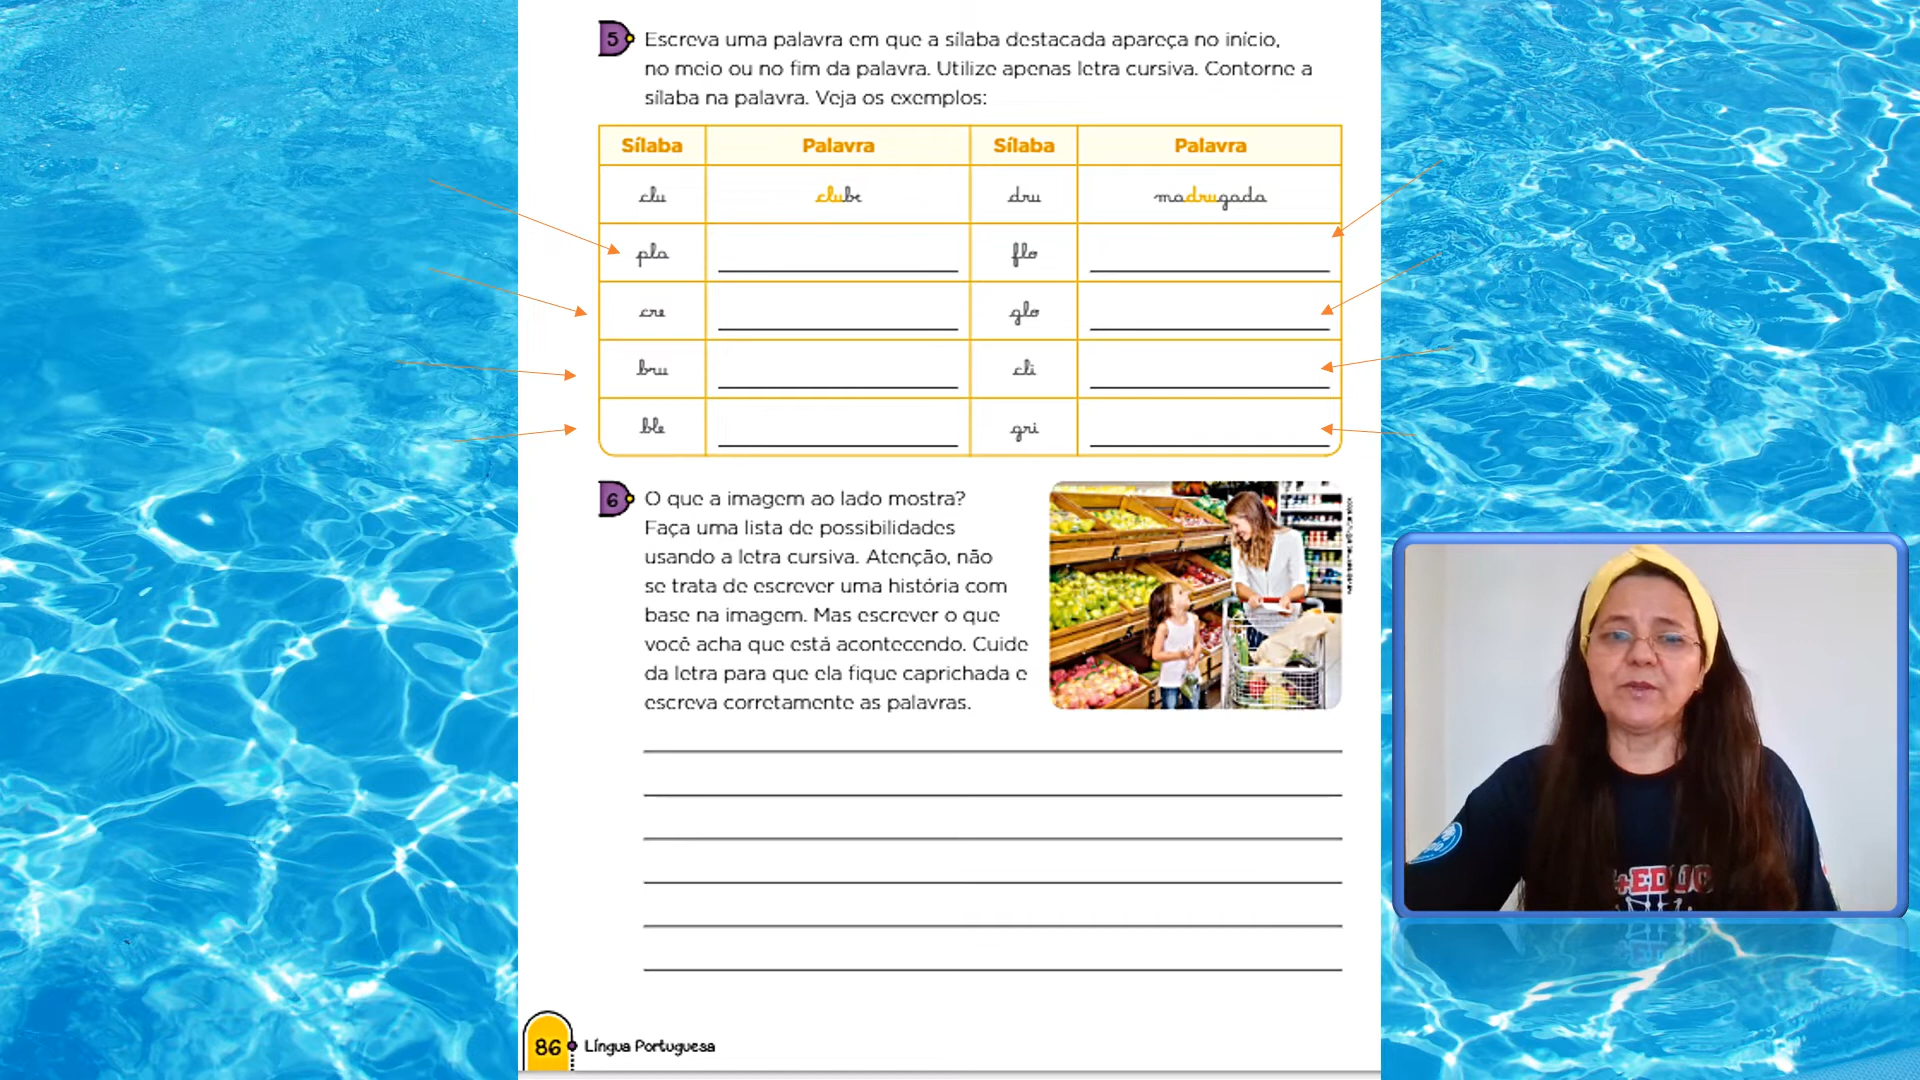 5 Escreva uma palavra em que a sílaba destacada apareça no início,
no meio ou no fim da palavra. Utilize apenas letra cursiva. Contorne a
sílaba na palavra. Veja os exemplos:
Sílaba Palavra Sílaba Palavra
clu clube dru madrugada
pla flo
cre glo
bru cli
ble gri
6 O que a imagem ao lado mostra?
Faça uma lista de possibilidades
usando a letra cursiva. Atenção, não
se trata de escrever uma história com
base na imagem. Mas escrever o que
você acha que está acontecendo. Cuide
da letra para que ela fique caprichada e
escreva corretamente as palavras.
+EDUC
86 Língua Portuguesa